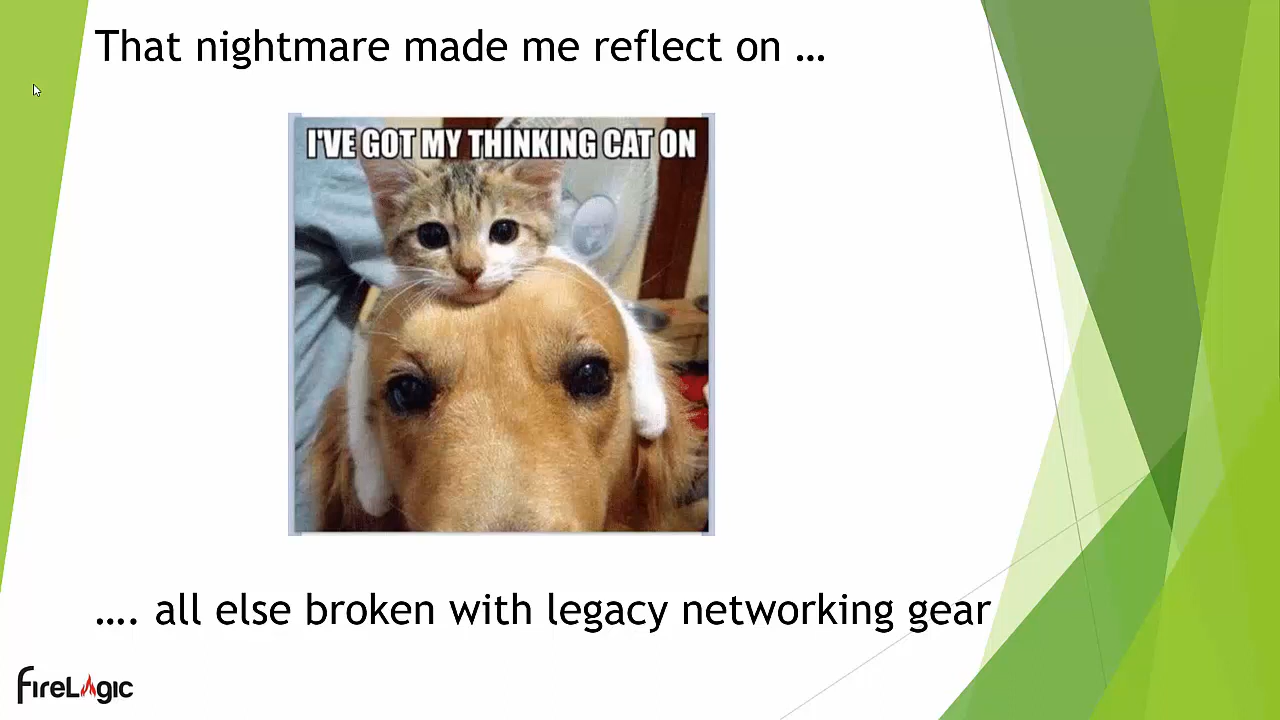 That nightmare made me reflect on …
I'VE GOT MY THINKING CAT ON
…. all else broken with legacy networking gear
FireLogic